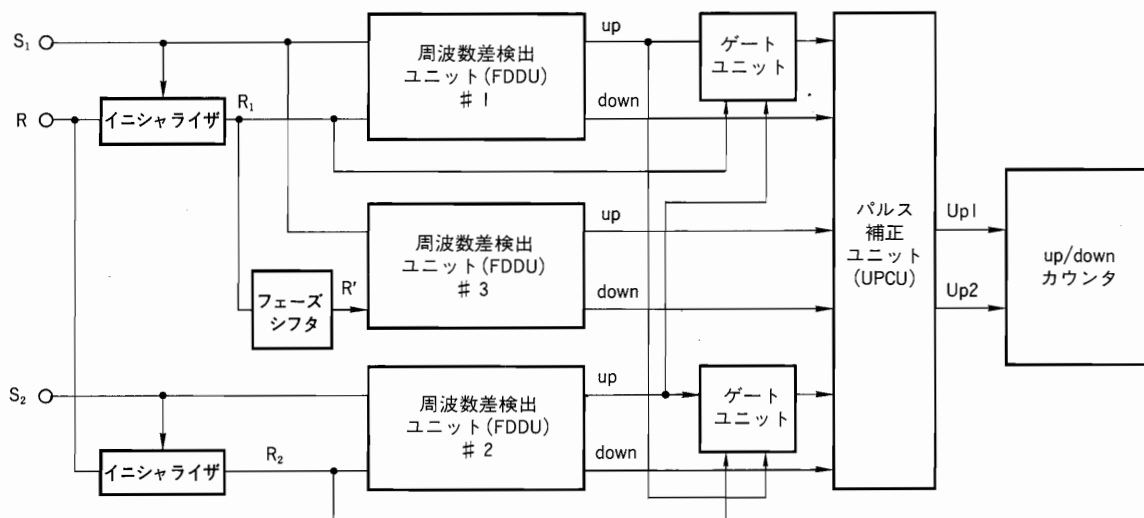 S₁
R
イニシャライザ
R₁
周波数差検出
ユニット(FDDU)
＃1
up
down
ゲート
ユニット
フェーズ
シフタ
R'
周波数差検出
ユニット(FDDU)
＃3
up
down
パルス
補正
ユニット
(UPCU)
Up1
Up2
up/down
カウンタ
S₂
イニシャライザ
R₂
周波数差検出
ユニット(FDDU)
＃2
up
down
ゲート
ユニット